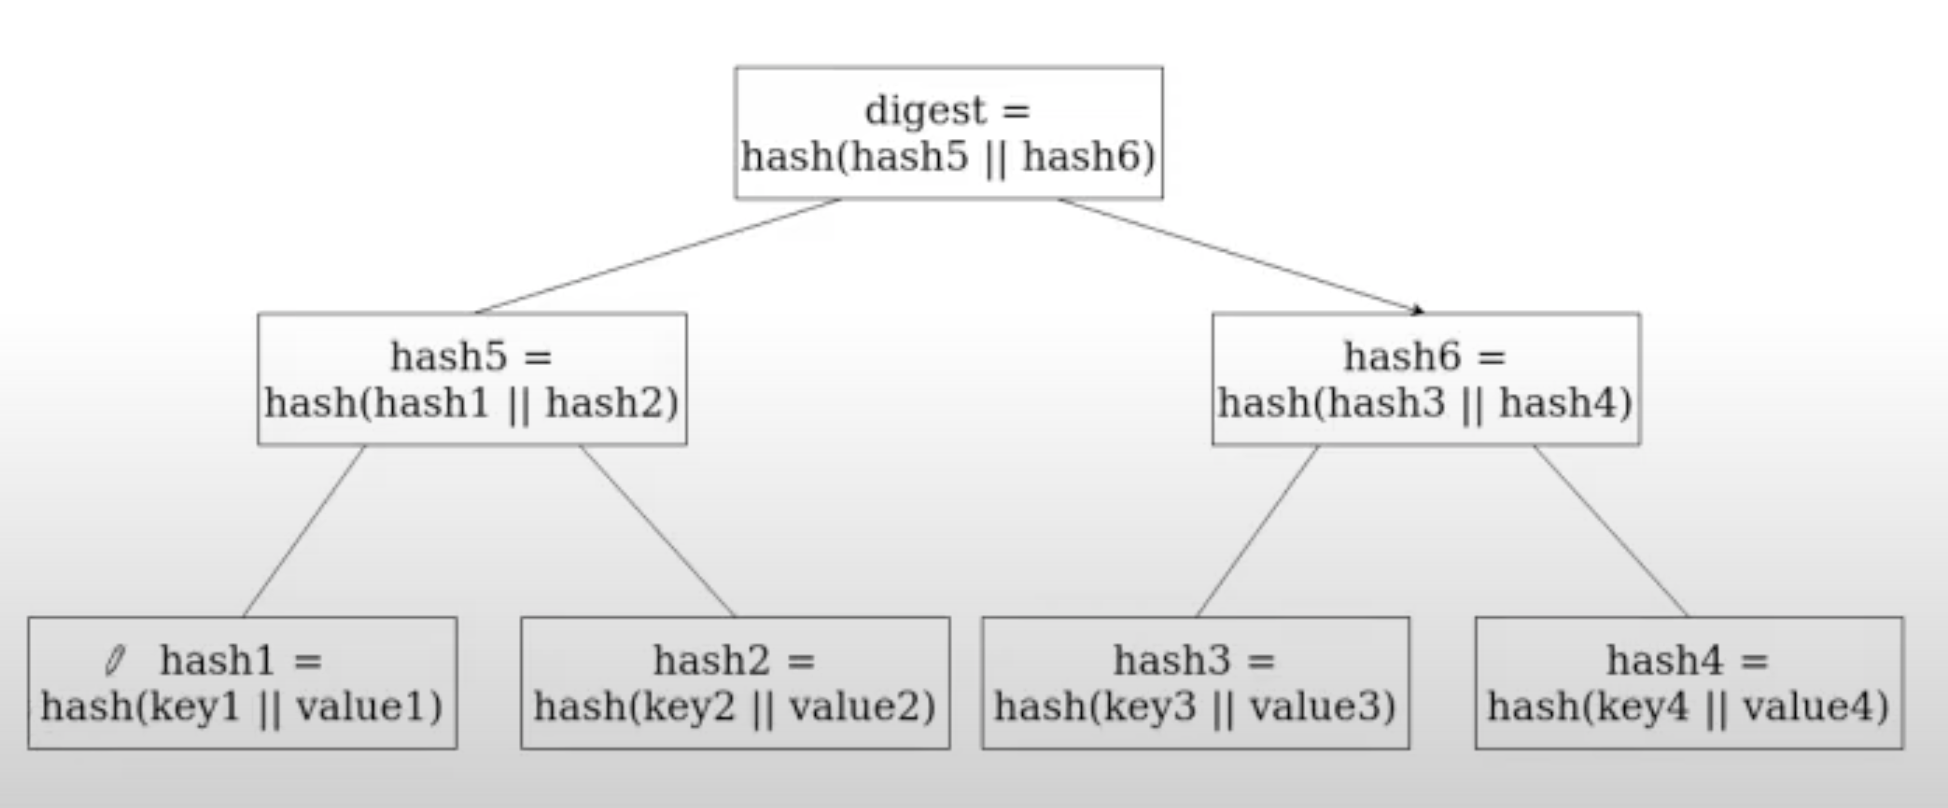 digest =
hash(hash5 || hash6)
hash5 =
hash(hash1 || hash2)
hash6 =
hash(hash3 || hash4)
hash1 =
hash(key1 || value1)
hash2 =
hash(key2 || value2)
hash3 =
hash(key3 || value3)
hash4 =
hash(key4 || value4)